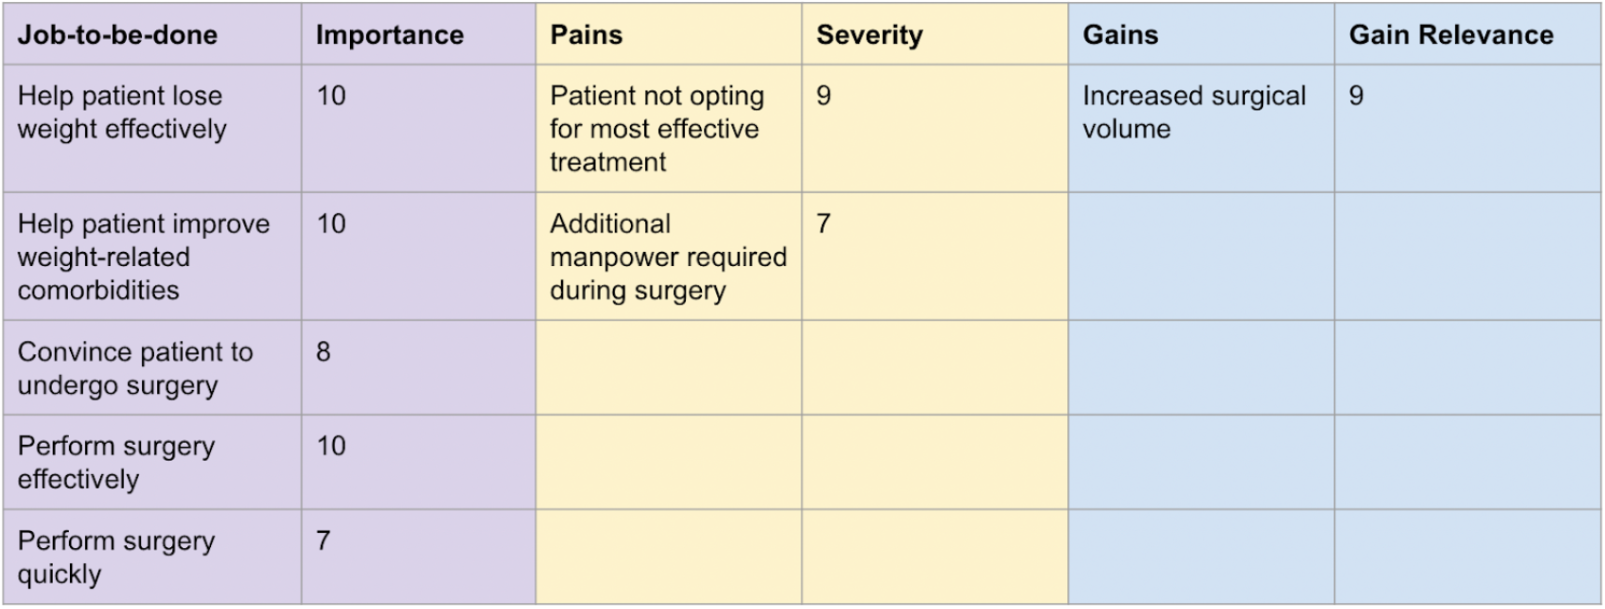 Job-to-be-done Importance Pains Severity Gains Gain Relevance
Help patient lose 10 Patient not opting 9 Increased surgical 9
weight effectively for most effective volume
treatment
Help patient improve 10 Additional 7
weight-related manpower required
comorbidities during surgery
Convince patient to 8
undergo surgery
Perform surgery 10
effectively
Perform surgery 7
quickly